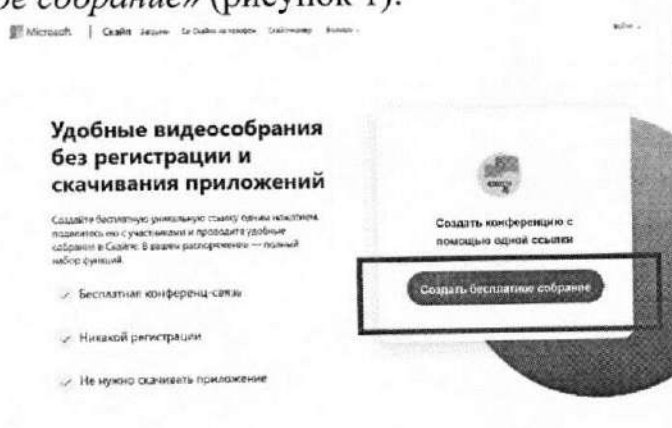 ое собрание» (рисунок 1).
Microsoft | Скайп
Удобные видеособрания
без регистрации и
скачивания приложений
Создайте бесплатную уникальную ссылку одним нажатием,
поделитесь ею с участниками и проводите удобные
собрания в Скайпе. В вашем распоряжении — полный
набор функций.
Бесплатная конференц-связь
Никакой регистрации
Не нужно скачивать приложение
Создать конференцию с
помощью одной ссылки
Создать бесплатное собрание